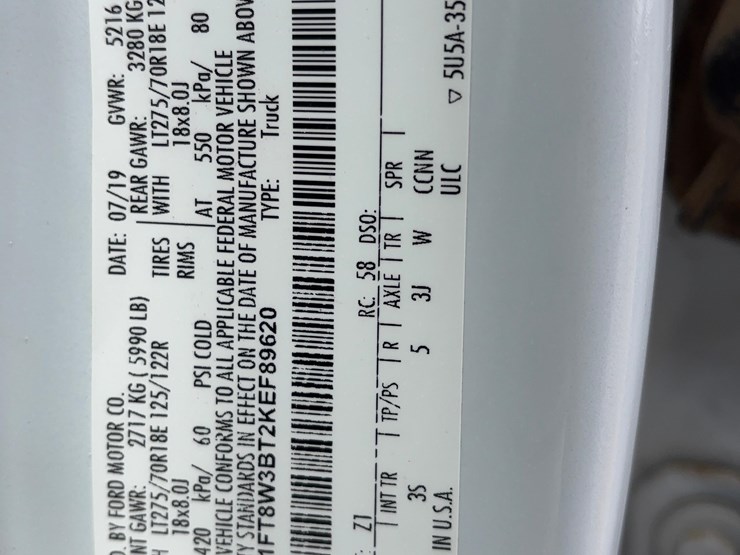 D. BY FORD MOTOR CO. DATE: 07/19 GVWR: 5216
NT GAWR: 2717 KG ( 5990 LB) REAR GAWR: 3280 KG
H LT275/70R18E 125/122R TIRES WITH LT275/70R18E 12
18x8.0J RIMS 18x8.0J
420 kPa/ 60 PSI COLD AT 550 kPa/ 80
VEHICLE CONFORMS TO ALL APPLICABLE FEDERAL MOTOR VEHICLE
Y STANDARDS IN EFFECT ON THE DATE OF MANUFACTURE SHOWN ABOV
1FT8W3BT2KEF89620 TYPE: Truck
: Z1 RC: 58 DSO:
INT TR TP/PS R AXLE TR SPR
3S 5 3J W CCNN
IN U.S.A. ULC ▽ 5U5A-35